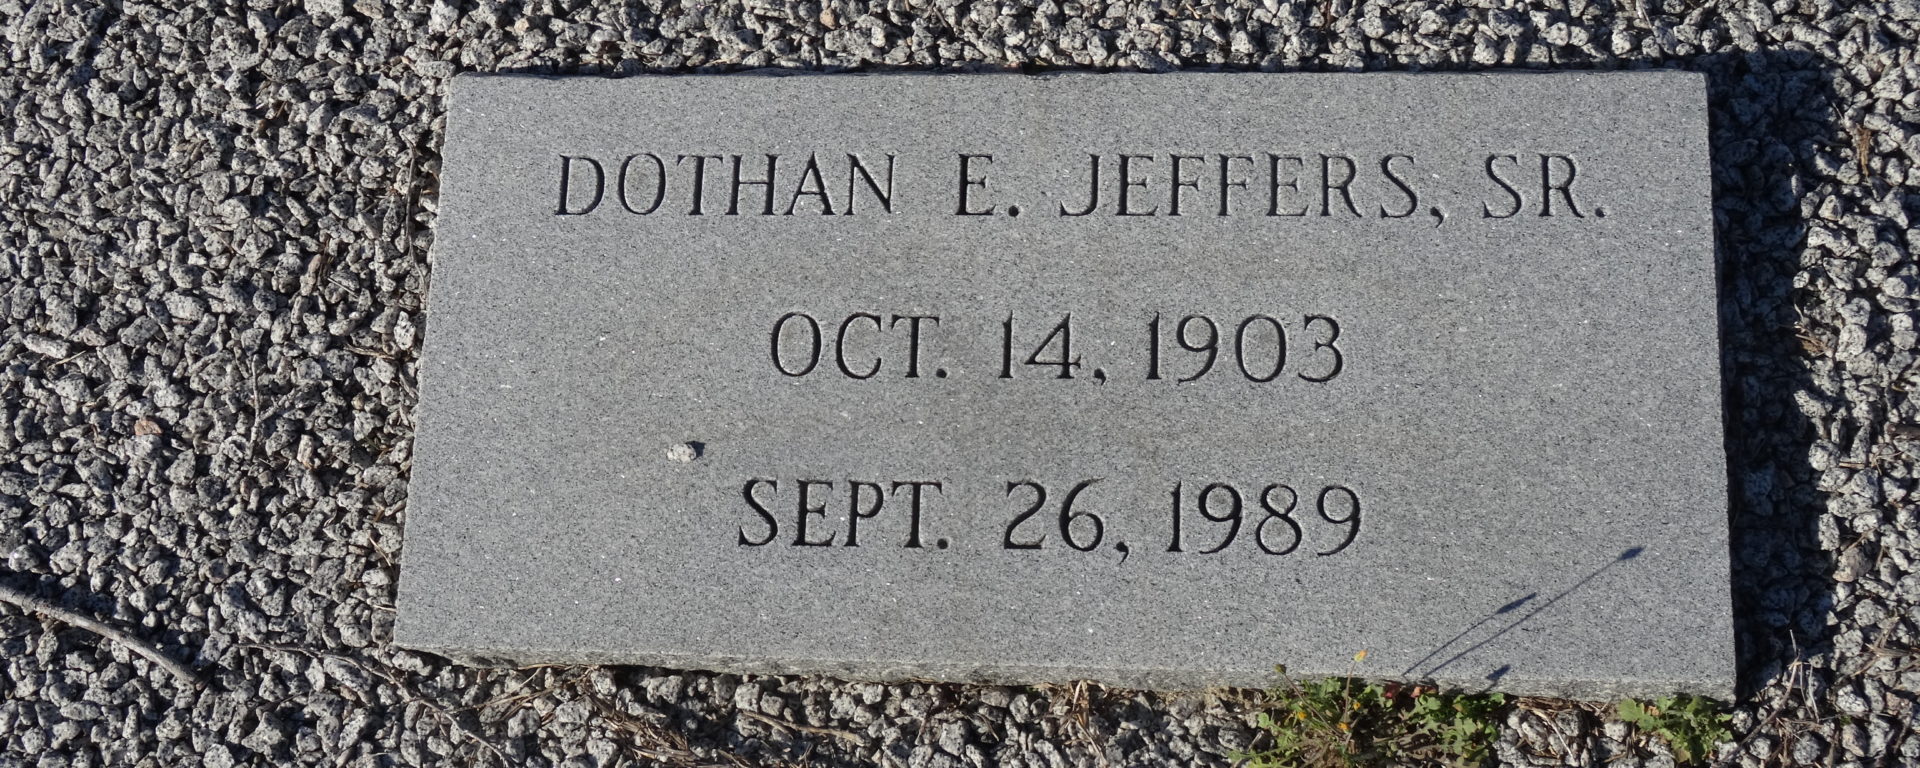 DOTHAN E. JEFFERS, SR.
OCT. 14, 1903
SEPT. 26, 1989